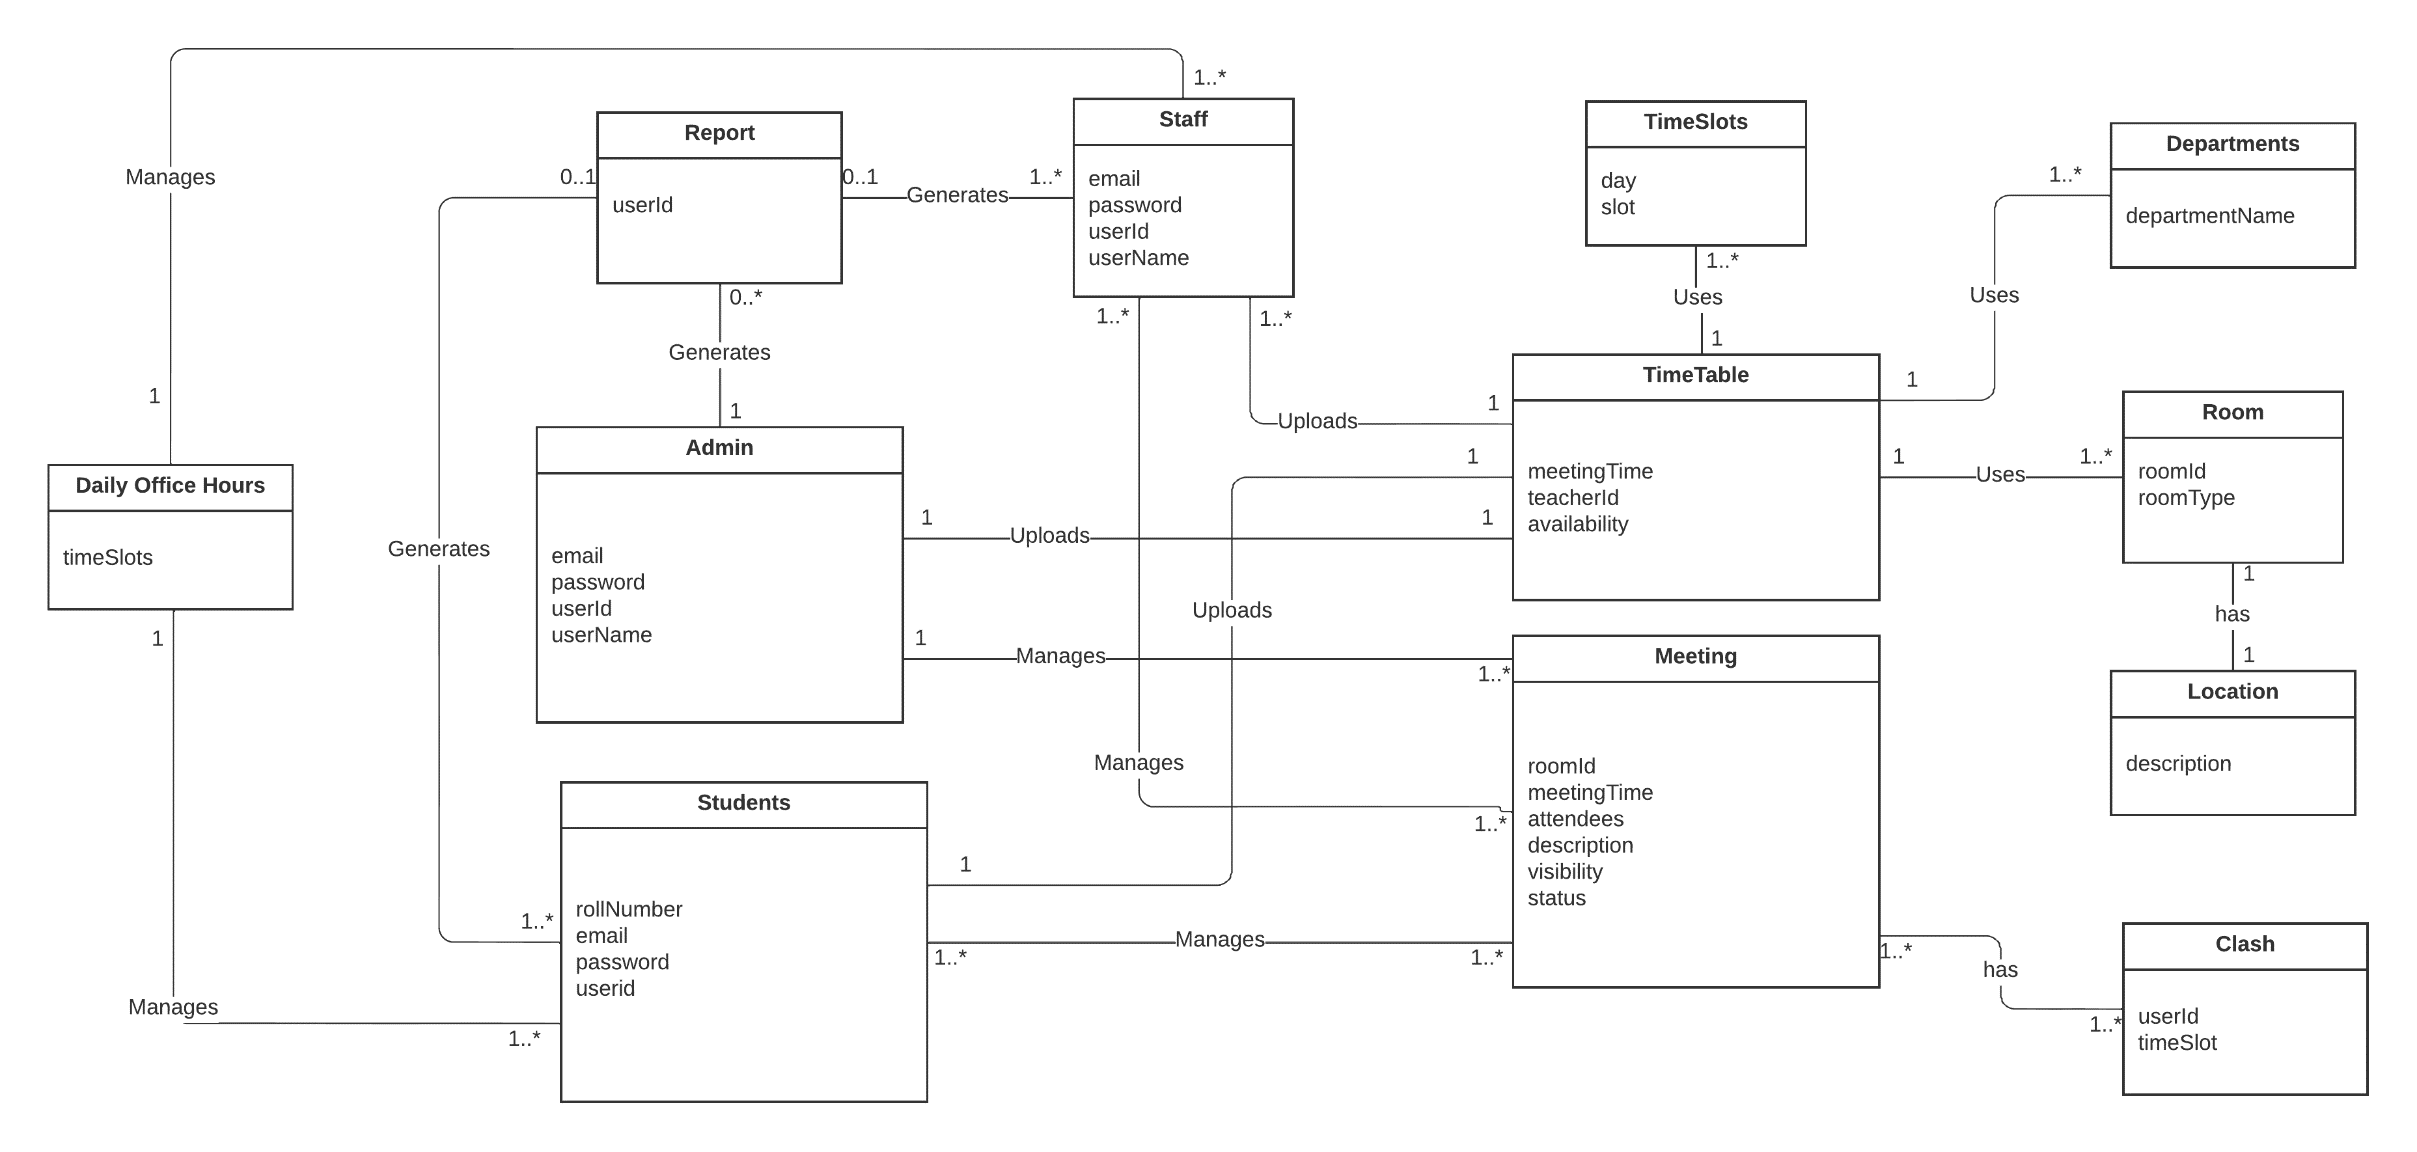 1..*
Manages
1
Report
userId
0..1
0..1
Generates
1..*
Staff
email
password
userId
userName
1..*
1..*
TimeSlots
day
slot
1..*
Uses
1
Departments
departmentName
1..*
Uses
1
0..*
Generates
1
Generates
1..*
Daily Office Hours
timeSlots
1
Manages
1..*
Admin
email
password
userId
userName
1
Uploads
1
1
Manages
1..*
Uploads
1
Uploads
1
1
Manages
1..*
TimeTable
meetingTime
teacherId
availability
1
Uses
1..*
Room
roomId
roomType
1
has
1
Location
description
Students
rollNumber
email
password
userid
1..*
Manages
1..*
Meeting
roomId
meetingTime
attendees
description
visibility
status
1..*
has
1..*
Clash
userId
timeSlot